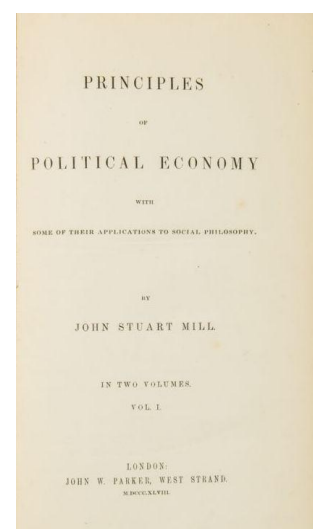 PRINCIPLES
OF
POLITICAL ECONOMY
WITH
SOME OF THEIR APPLICATIONS TO SOCIAL PHILOSOPHY.
BY
JOHN STUART MILL.
IN TWO VOLUMES.
VOL. I.
LONDON:
JOHN W. PARKER, WEST STRAND.
M.DCCC.XLVIII.